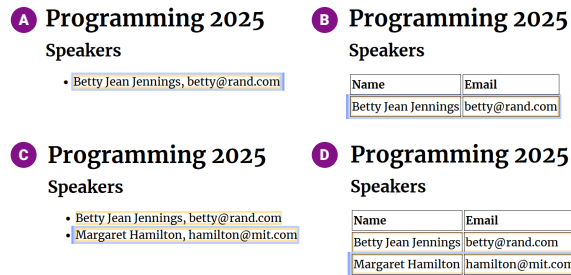 A Programming 2025
Speakers
• Betty Jean Jennings, betty@rand.com
B Programming 2025
Speakers
Name Email
Betty Jean Jennings betty@rand.com
C Programming 2025
Speakers
• Betty Jean Jennings, betty@rand.com
• Margaret Hamilton, hamilton@mit.com
D Programming 2025
Speakers
Name Email
Betty Jean Jennings betty@rand.com
Margaret Hamilton hamilton@mit.com